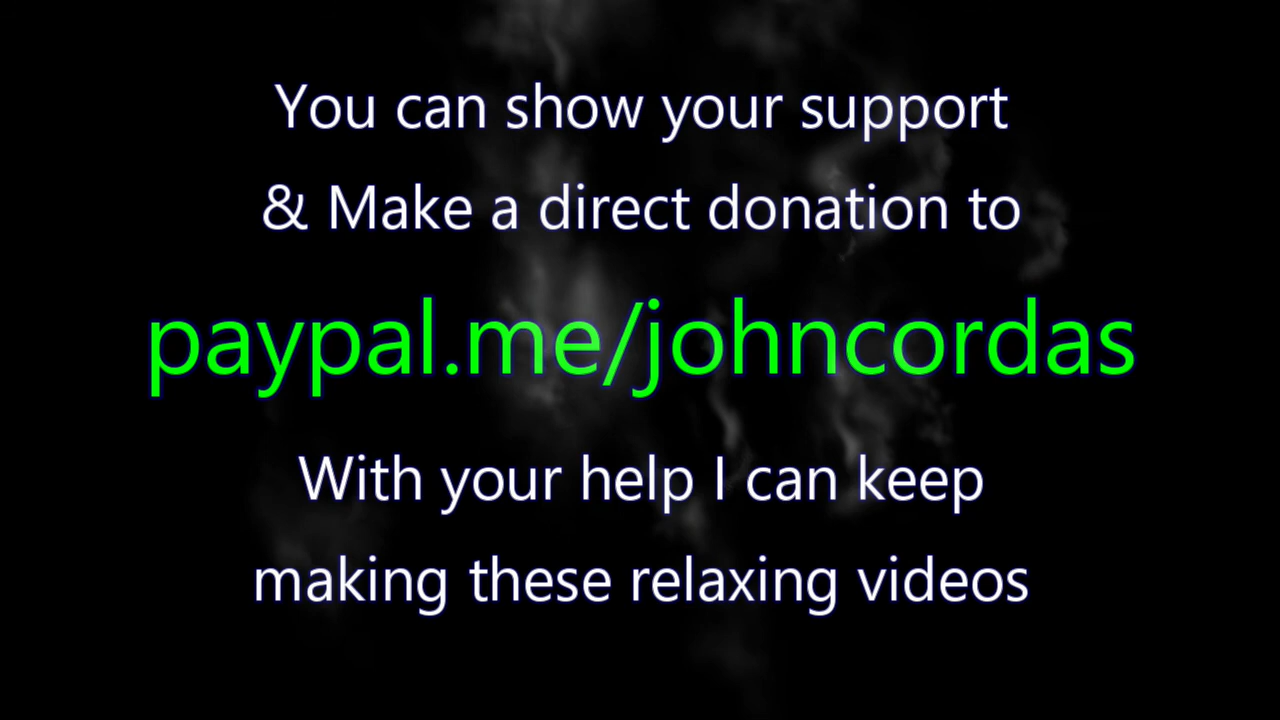 You can show your support
& Make a direct donation to
paypal.me/johncordas
With your help I can keep
making these relaxing videos